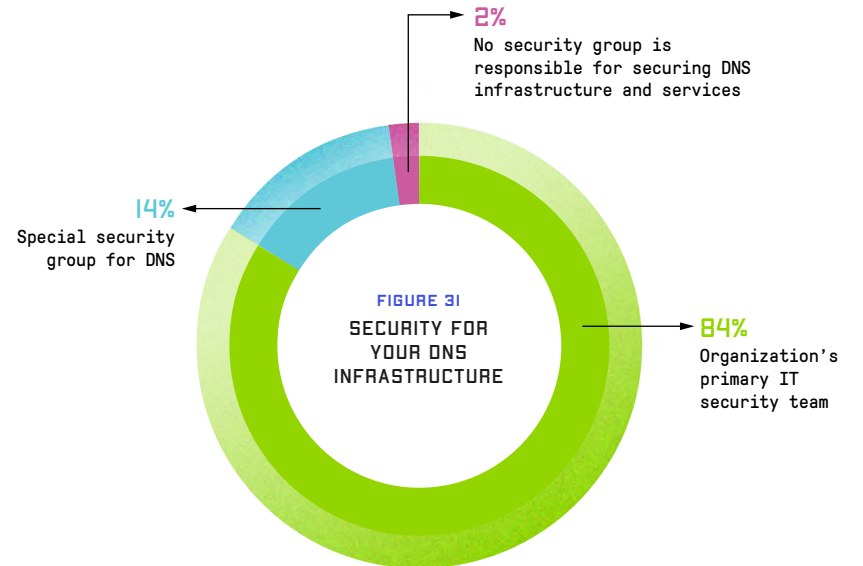 2%
No security group is
responsible for securing DNS
infrastructure and services
14%
Special security
group for DNS
FIGURE 31
SECURITY FOR
YOUR DNS
INFRASTRUCTURE
84%
Organization's
primary IT
security team